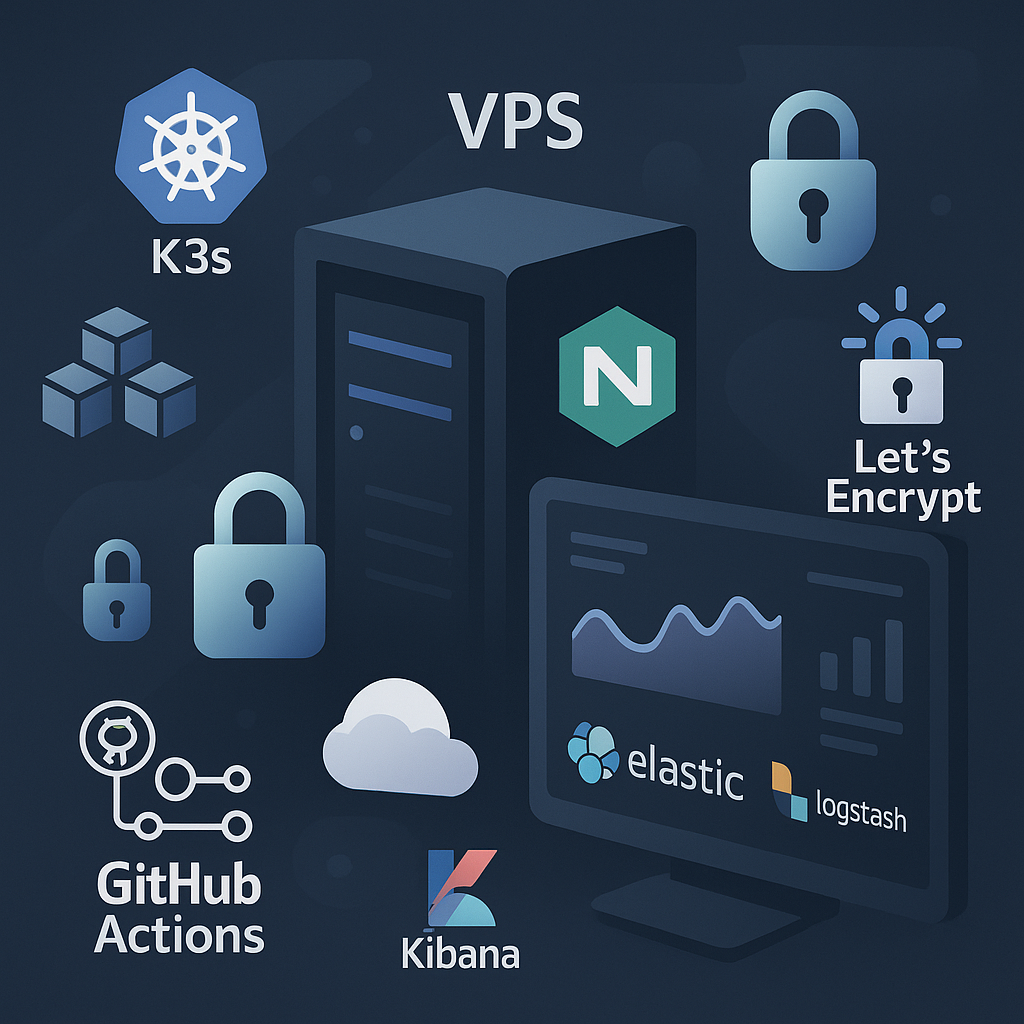 VPS
K3s
N
Let's
Encrypt
elastic
logstash
GitHub
Actions
Kibana